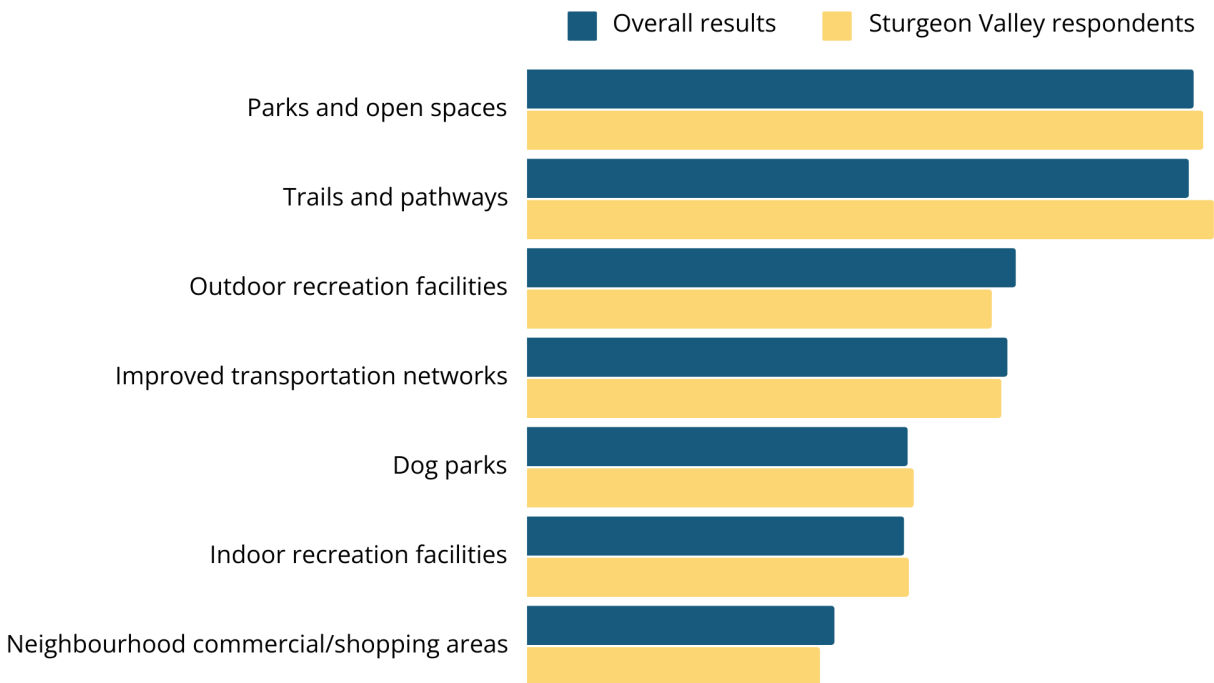 Overall results
Sturgeon Valley respondents
Parks and open spaces
Trails and pathways
Outdoor recreation facilities
Improved transportation networks
Dog parks
Indoor recreation facilities
Neighbourhood commercial/shopping areas